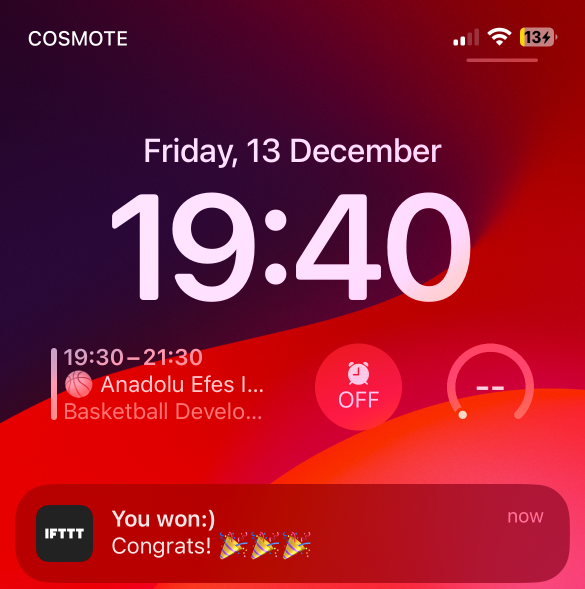 COSMOTE
13
Friday, 13 December
19:40
19:30–21:30
🏀 Anadolu Efes I...
Basketball Develo...
OFF
--
IFTTT
You won:)
now
Congrats! 🎉🎉🎉